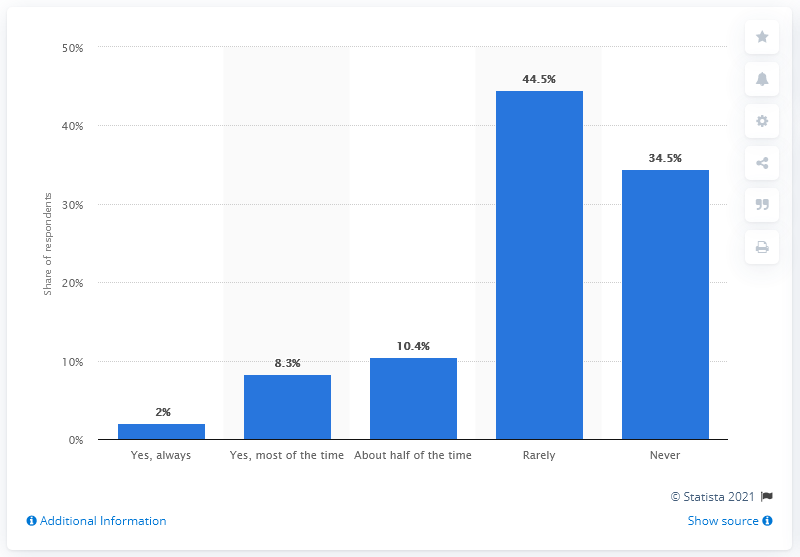 50%
40%
30%
20%
10%
0%
Share of respondents
2%
8.3%
10.4%
44.5%
34.5%
Yes, always
Yes, most of the time
About half of the time
Rarely
Never
© Statista 2021
Additional Information
Show source